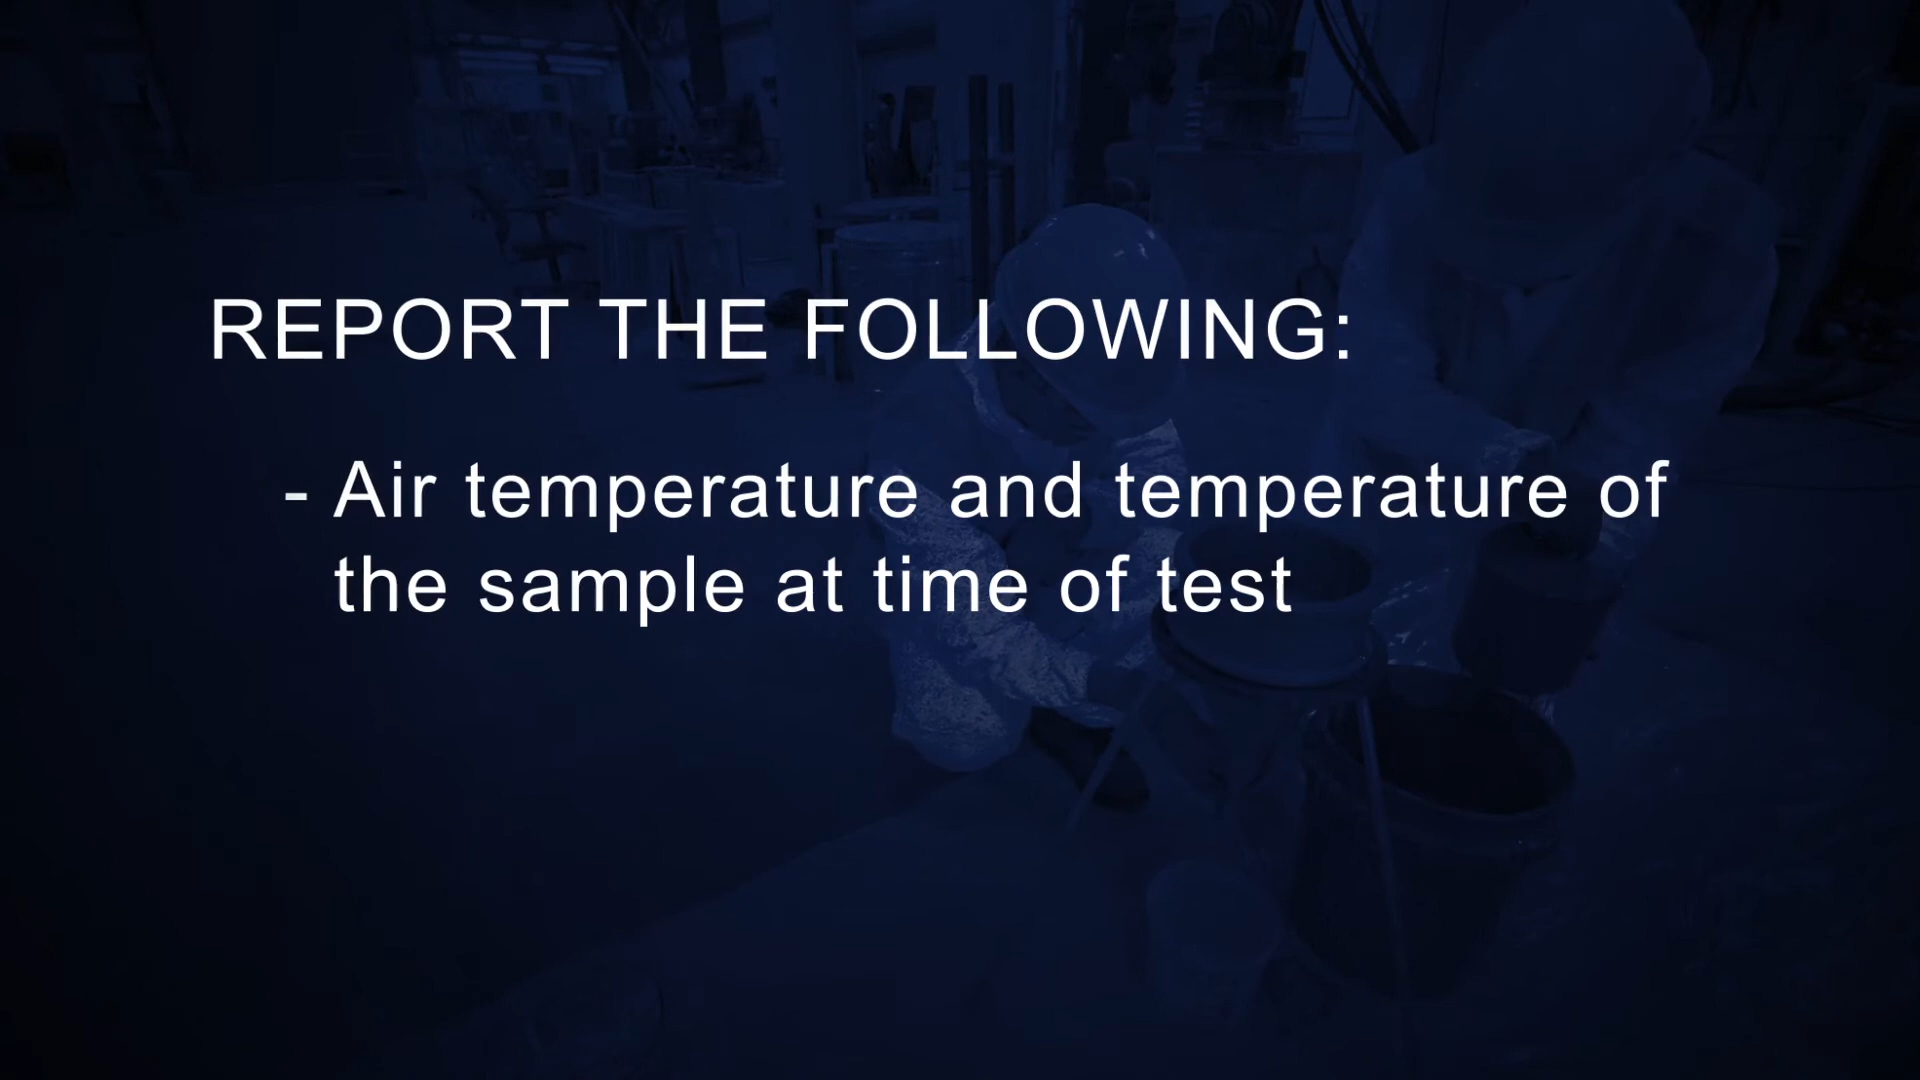 REPORT THE FOLLOWING:
- Air temperature and temperature of
the sample at time of test